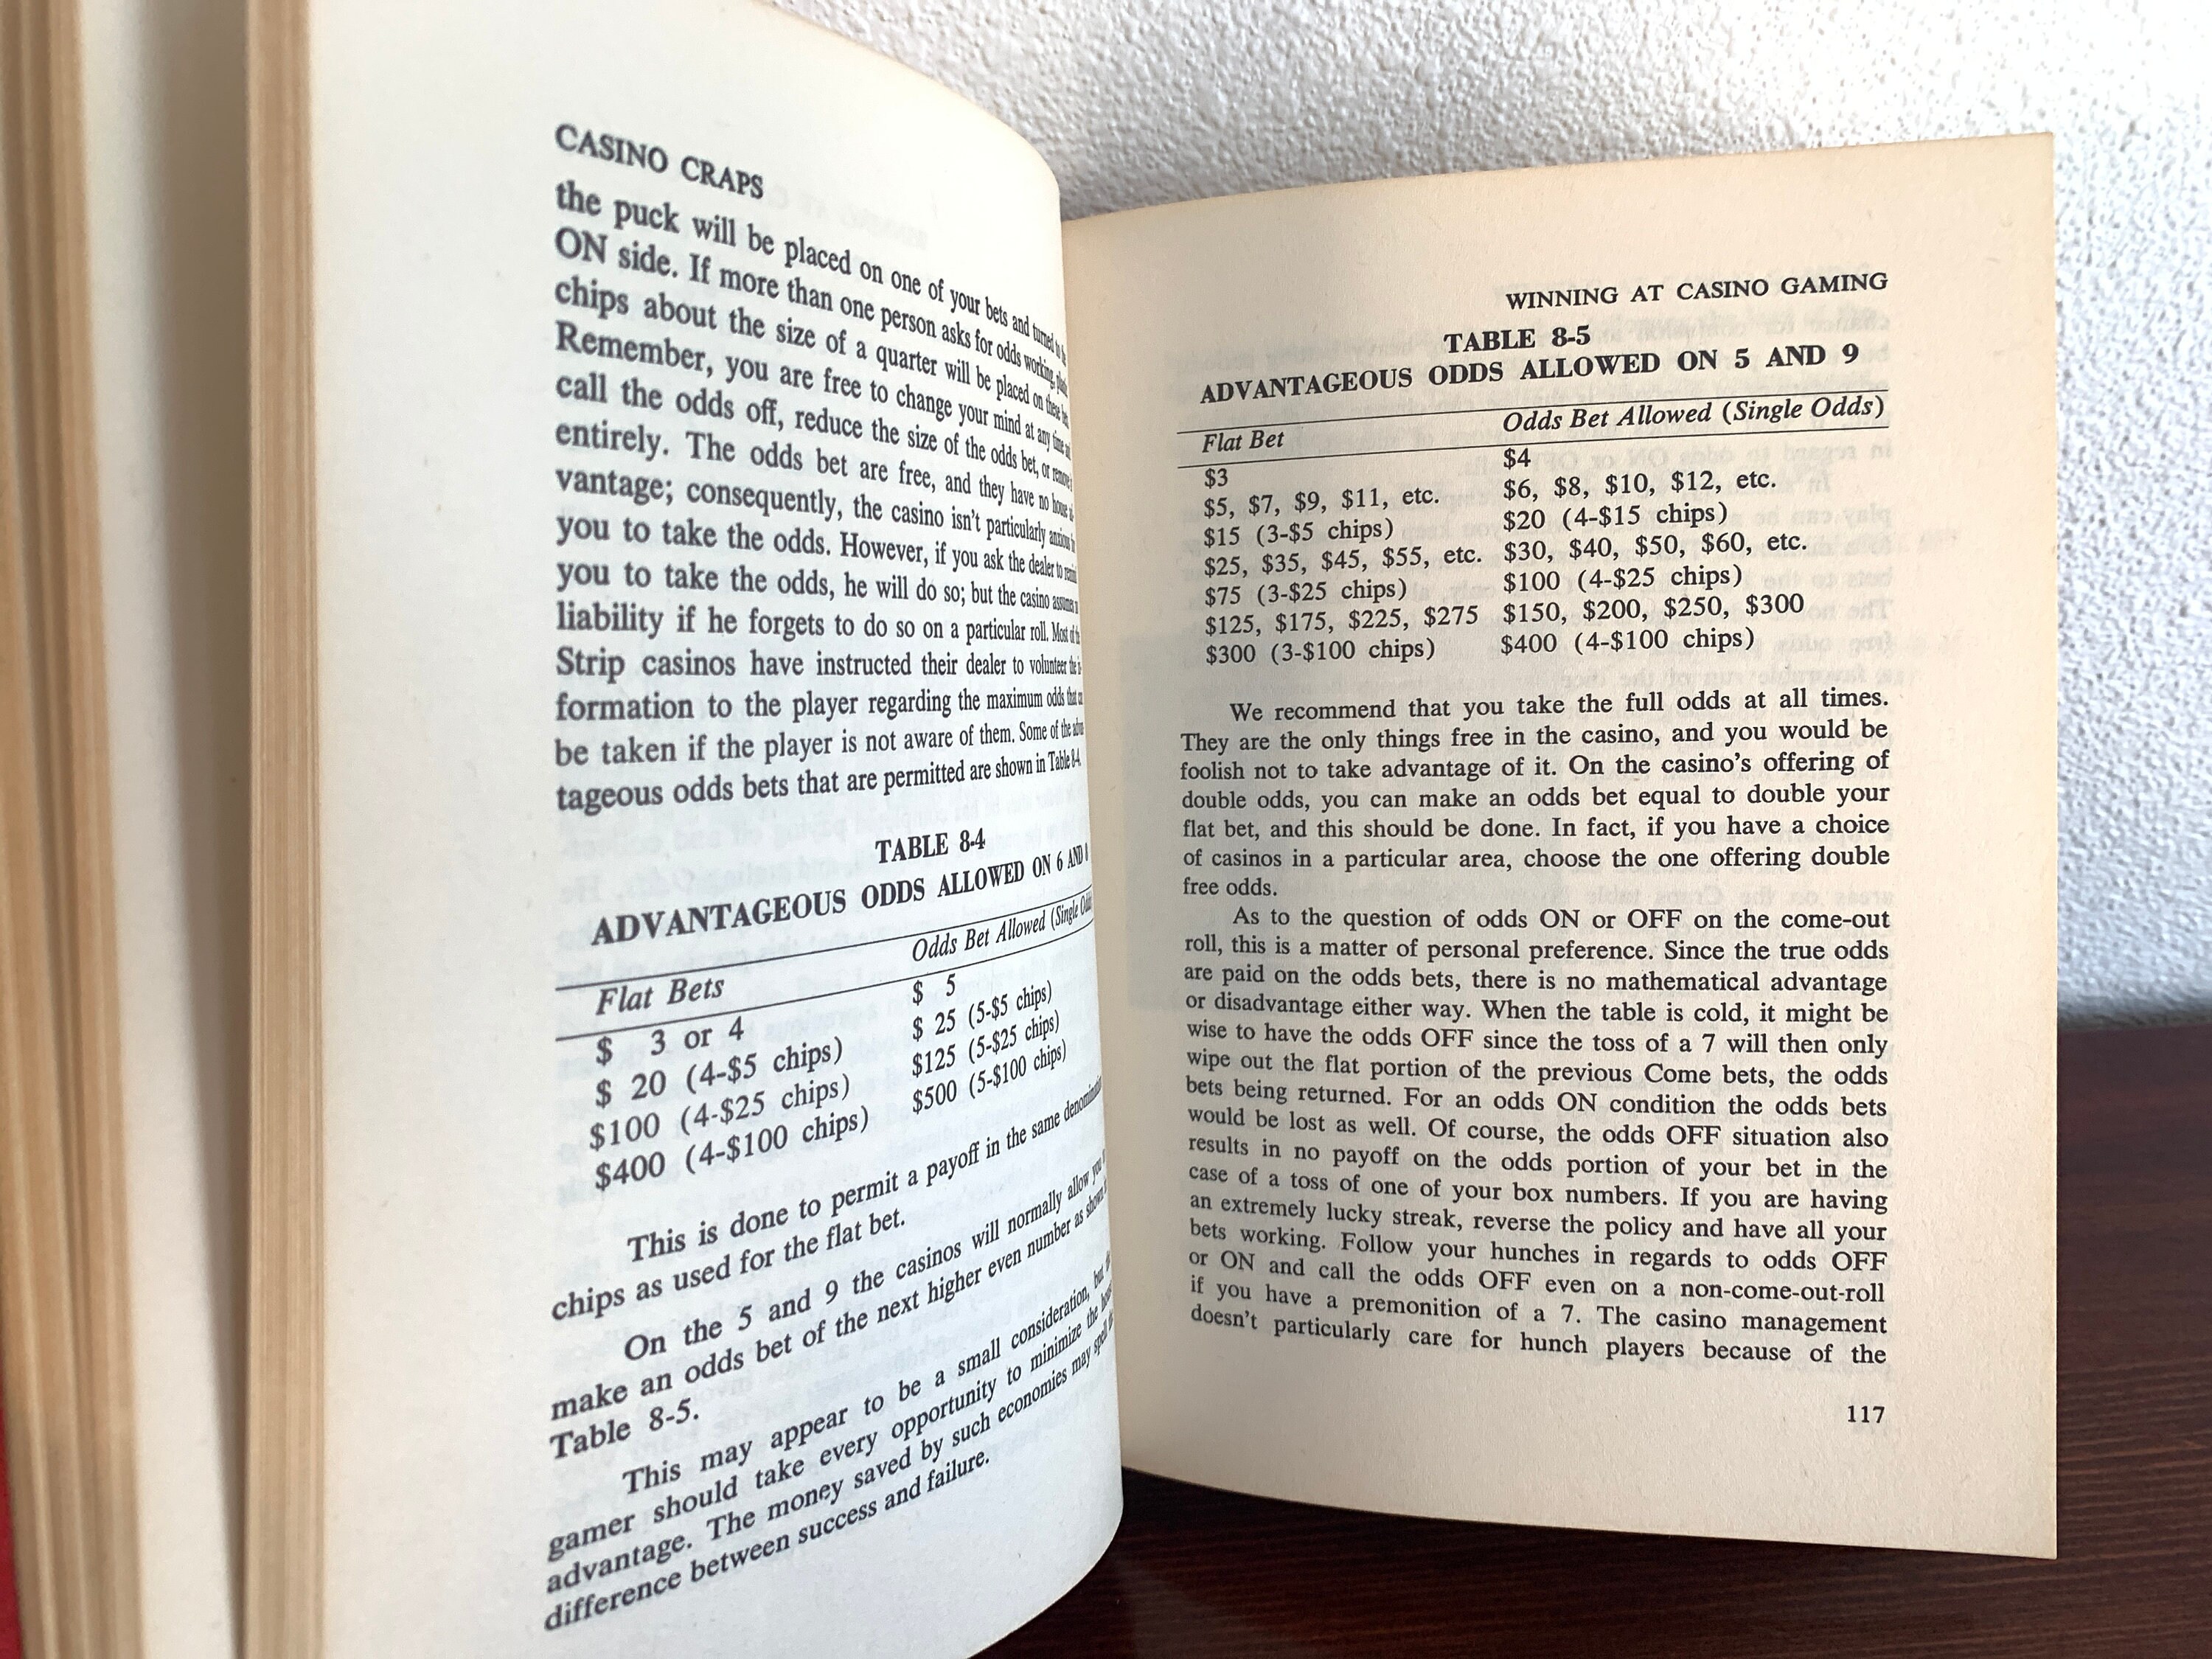 CASINO CRAPS
the puck will be placed on one of your bets and turned to
ON side. If more than one person asks for odds working,
chips about the size of a quarter will be placed on these
Remember, you are free to change your mind at any time
call the odds off, reduce the size of the odds bet, or
entirely. The odds bet are free, and they have no house
vantage; consequently, the casino isn't particularly anxious
you to take the odds. However, if you ask the dealer to
you to take the odds, he will do so; but the casino assumes
liability if he forgets to do so on a particular roll. Most of
Strip casinos have instructed their dealer to volunteer
formation to the player regarding the maximum odds that
be taken if the player is not aware of them. Some of the
tageous odds bets that are permitted are shown in Table 8-4.
TABLE 8-4
ADVANTAGEOUS ODDS ALLOWED ON 6 AND
Flat Bets Odds Bet Allowed (Single
$ 3 or 4 $ 5
$ 20 (4-$5 chips) $ 25 (5-$5 chips)
$100 (4-$25 chips) $125 (5-$25 chips)
$400 (4-$100 chips) $500 (5-$100 chips)
This is done to permit a payoff in the same
chips as used for the flat bet.
On the 5 and 9 the casinos will normally allow you
make an odds bet of the next higher even number as shown
Table 8-5.
This may appear to be a small consideration, but
gamer should take every opportunity to minimize the
advantage. The money saved by such economies may spell
difference between success and failure.
WINNING AT CASINO GAMING
TABLE 8-5
ADVANTAGEOUS ODDS ALLOWED ON 5 AND 9
Flat Bet Odds Bet Allowed (Single Odds)
$3 $4
$5, $7, $9, $11, etc. $6, $8, $10, $12, etc.
$15 (3-$5 chips) $20 (4-$15 chips)
$25, $35, $45, $55, etc. $30, $40, $50, $60, etc.
$75 (3-$25 chips) $100 (4-$25 chips)
$125, $175, $225, $275 $150, $200, $250, $300
$300 (3-$100 chips) $400 (4-$100 chips)
We recommend that you take the full odds at all times.
They are the only things free in the casino, and you would be
foolish not to take advantage of it. On the casino's offering of
double odds, you can make an odds bet equal to double your
flat bet, and this should be done. In fact, if you have a choice
of casinos in a particular area, choose the one offering double
free odds.
As to the question of odds ON or OFF on the come-out
roll, this is a matter of personal preference. Since the true odds
are paid on the odds bets, there is no mathematical advantage
or disadvantage either way. When the table is cold, it might be
wise to have the odds OFF since the toss of a 7 will then only
wipe out the flat portion of the previous Come bets, the odds
bets being returned. For an odds ON condition the odds bets
would be lost as well. Of course, the odds OFF situation also
results in no payoff on the odds portion of your bet in the
case of a toss of one of your box numbers. If you are having
an extremely lucky streak, reverse the policy and have all your
bets working. Follow your hunches in regards to odds OFF
or ON and call the odds OFF even on a non-come-out-roll
if you have a premonition of a 7. The casino management
doesn't particularly care for hunch players because of the
117